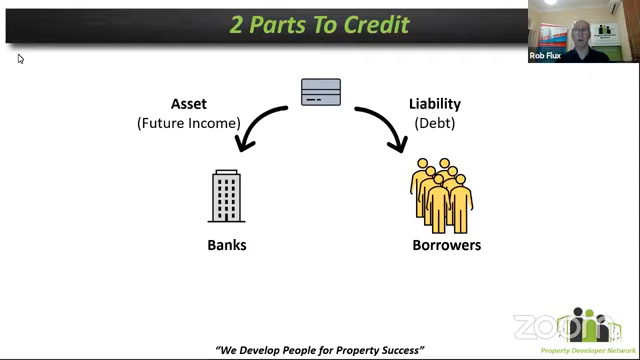 2 Parts To Credit
Rob Flux
Asset
(Future Income)
Liability
(Debt)
Banks
Borrowers
zoom
Property Developer Network
“We Develop People for Property Success”